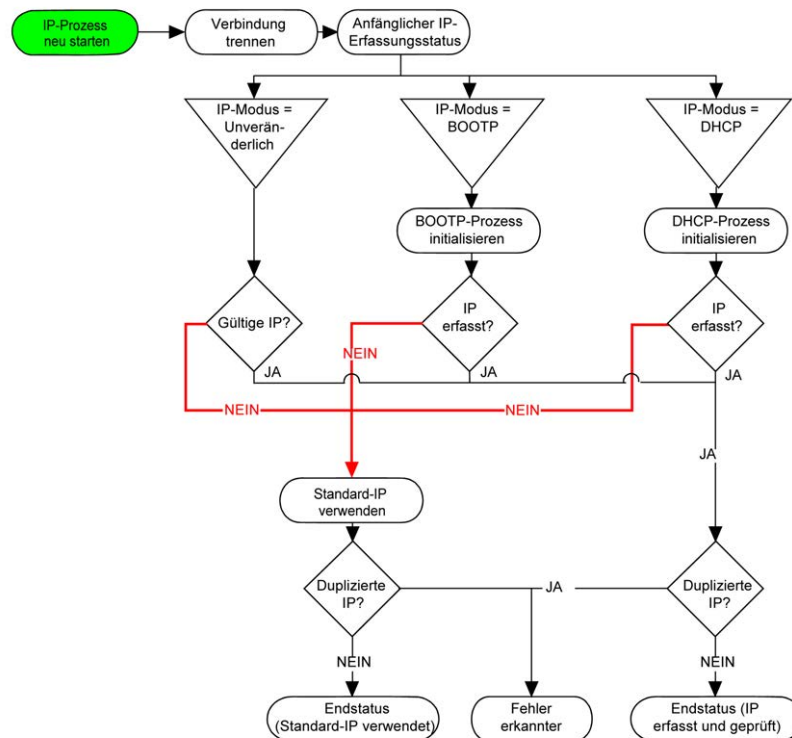 IP-Prozess
neu starten
Verbindung
trennen
Anfänglicher IP-
Erfassungsstatus
IP-Modus =
Unverän-
derlich
IP-Modus =
BOOTP
IP-Modus =
DHCP
BOOTP-Prozess
initialisieren
DHCP-Prozess
initialisieren
Gültige IP?
IP
erfasst?
IP
erfasst?
NEIN
JA
JA
JA
NEIN
NEIN
JA
Standard-IP
verwenden
Duplizierte
IP?
JA
Duplizierte
IP?
NEIN
NEIN
Endstatus
(Standard-IP verwendet)
Fehler
erkannter
Endstatus (IP
erfasst und geprüft)